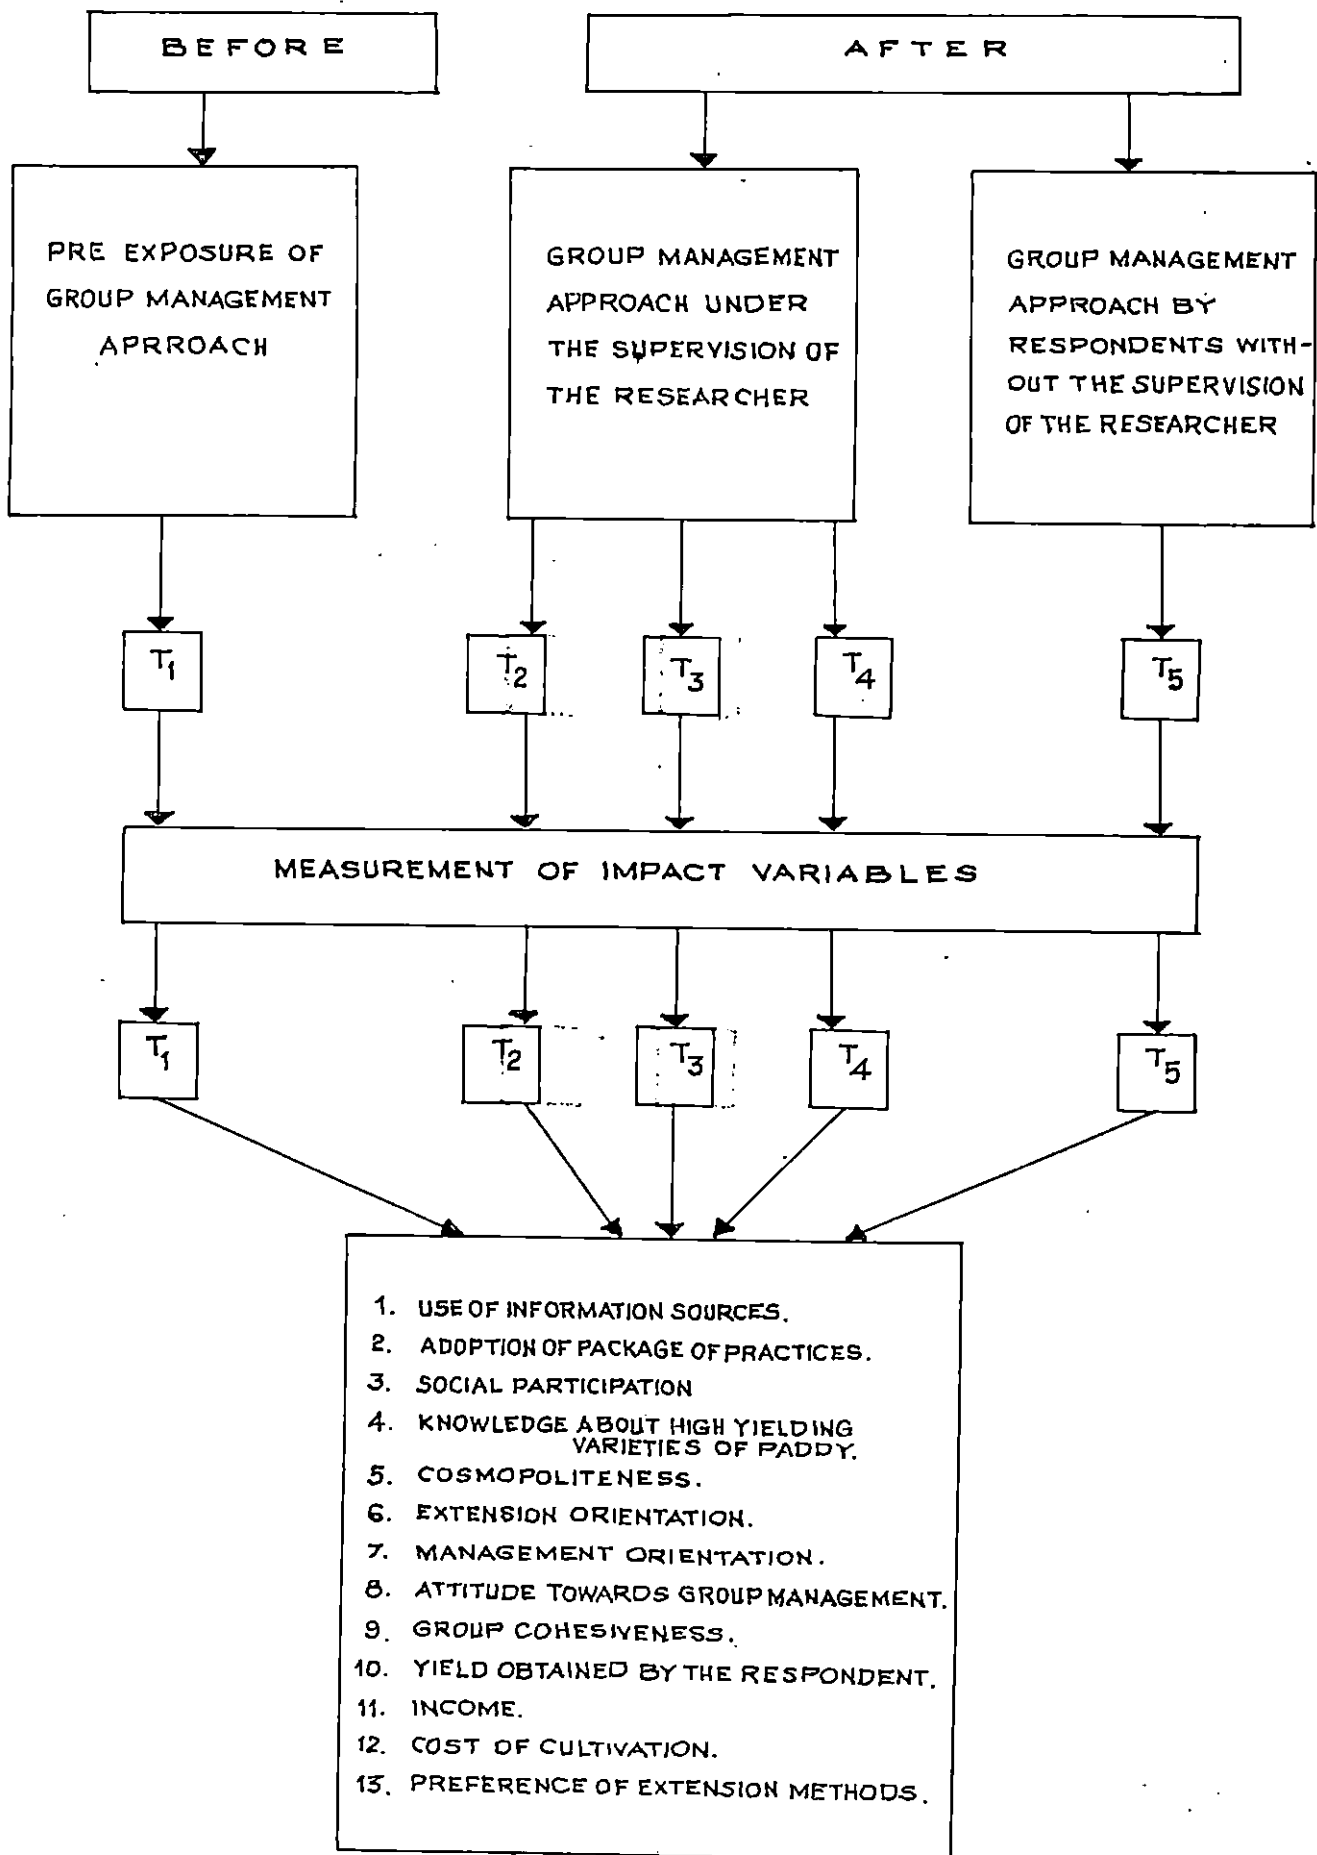 BEFORE
AFTER
PRE EXPOSURE OF
GROUP MANAGEMENT
APRROACH
GROUP MANAGEMENT
APPROACH UNDER
THE SUPERVISION OF
THE RESEARCHER
GROUP MANAGEMENT
APPROACH BY
RESPONDENTS WITH-
OUT THE SUPERVISION
OF THE RESEARCHER
T1
T2
T3
T4
T5
MEASUREMENT OF IMPACT VARIABLES
T1
T2
T3
T4
T5
1. USE OF INFORMATION SOURCES.
2. ADOPTION OF PACKAGE OF PRACTICES.
3. SOCIAL PARTICIPATION
4. KNOWLEDGE ABOUT HIGH YIELDING
VARIETIES OF PADDY.
5. COSMOPOLITENESS.
6. EXTENSION ORIENTATION.
7. MANAGEMENT ORIENTATION.
8. ATTITUDE TOWARDS GROUP MANAGEMENT.
9. GROUP COHESIVENESS.
10. YIELD OBTAINED BY THE RESPONDENT.
11. INCOME.
12. COST OF CULTIVATION.
13. PREFERENCE OF EXTENSION METHODS.